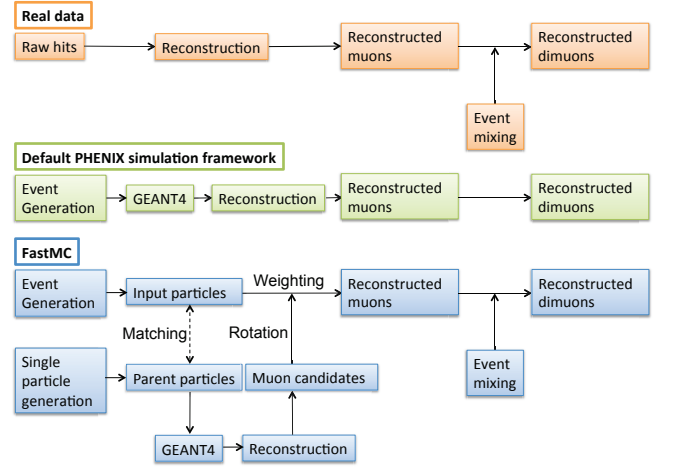 Real data
Raw hits
Reconstruction
Reconstructed
muons
Reconstructed
dimuons
Event
mixing
Default PHENIX simulation framework
Event
Generation
GEANT4
Reconstruction
Reconstructed
muons
Reconstructed
dimuons
FastMC
Event
Generation
Input particles
Weighting
Reconstructed
muons
Reconstructed
dimuons
Matching
Rotation
Event
mixing
Single
particle
generation
Parent particles
Muon candidates
GEANT4
Reconstruction